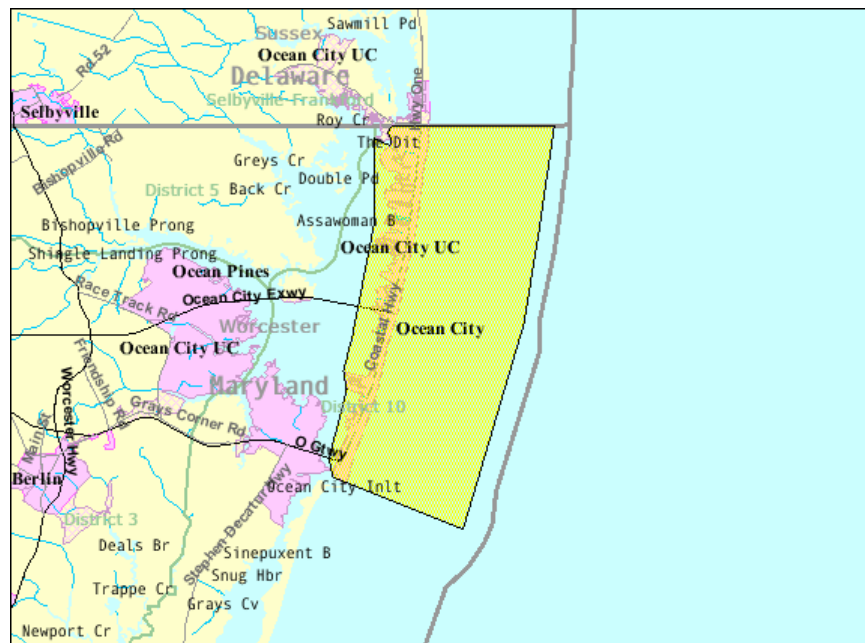 Sawmill Pd
Sussex
Ocean City UC
Rd 52
Delaware
Selbyville-Frankford
Hwy One
Selbyville
Roy Cr
The Dit
Bishopville Rd
Greys Cr
Double Pd
District 5
Back Cr
Assawoman B
Bishopville Prong
Ocean City UC
Shingle Landing Prong
Ocean Pines
Race Track Rd
Ocean City Exwy
Worcester
Ocean City
Coastal Hwy
Ocean City UC
Friendship Rd
Worcester Hwy
Maryland
District 10
Grays Corner Rd
Main St
O Gtwy
Berlin
Ocean City Inlt
Stephen Decatur Hwy
District 3
Deals Br
Sinepuxent B
Snug Hbr
Trappe Cr
Grays Cv
Newport Cr